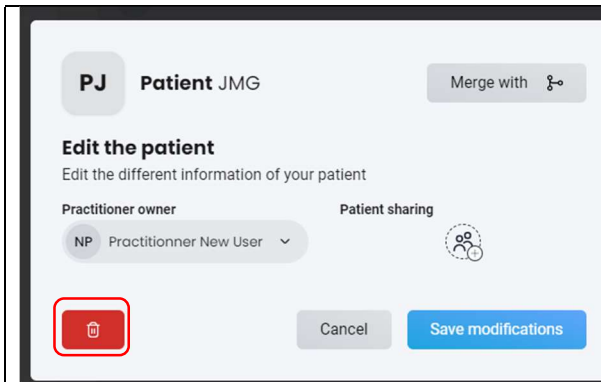 PJ Patient JMG Merge with
Edit the patient
Edit the different information of your patient
Practitioner owner Patient sharing
NP Practitionner New User
Cancel Save modifications